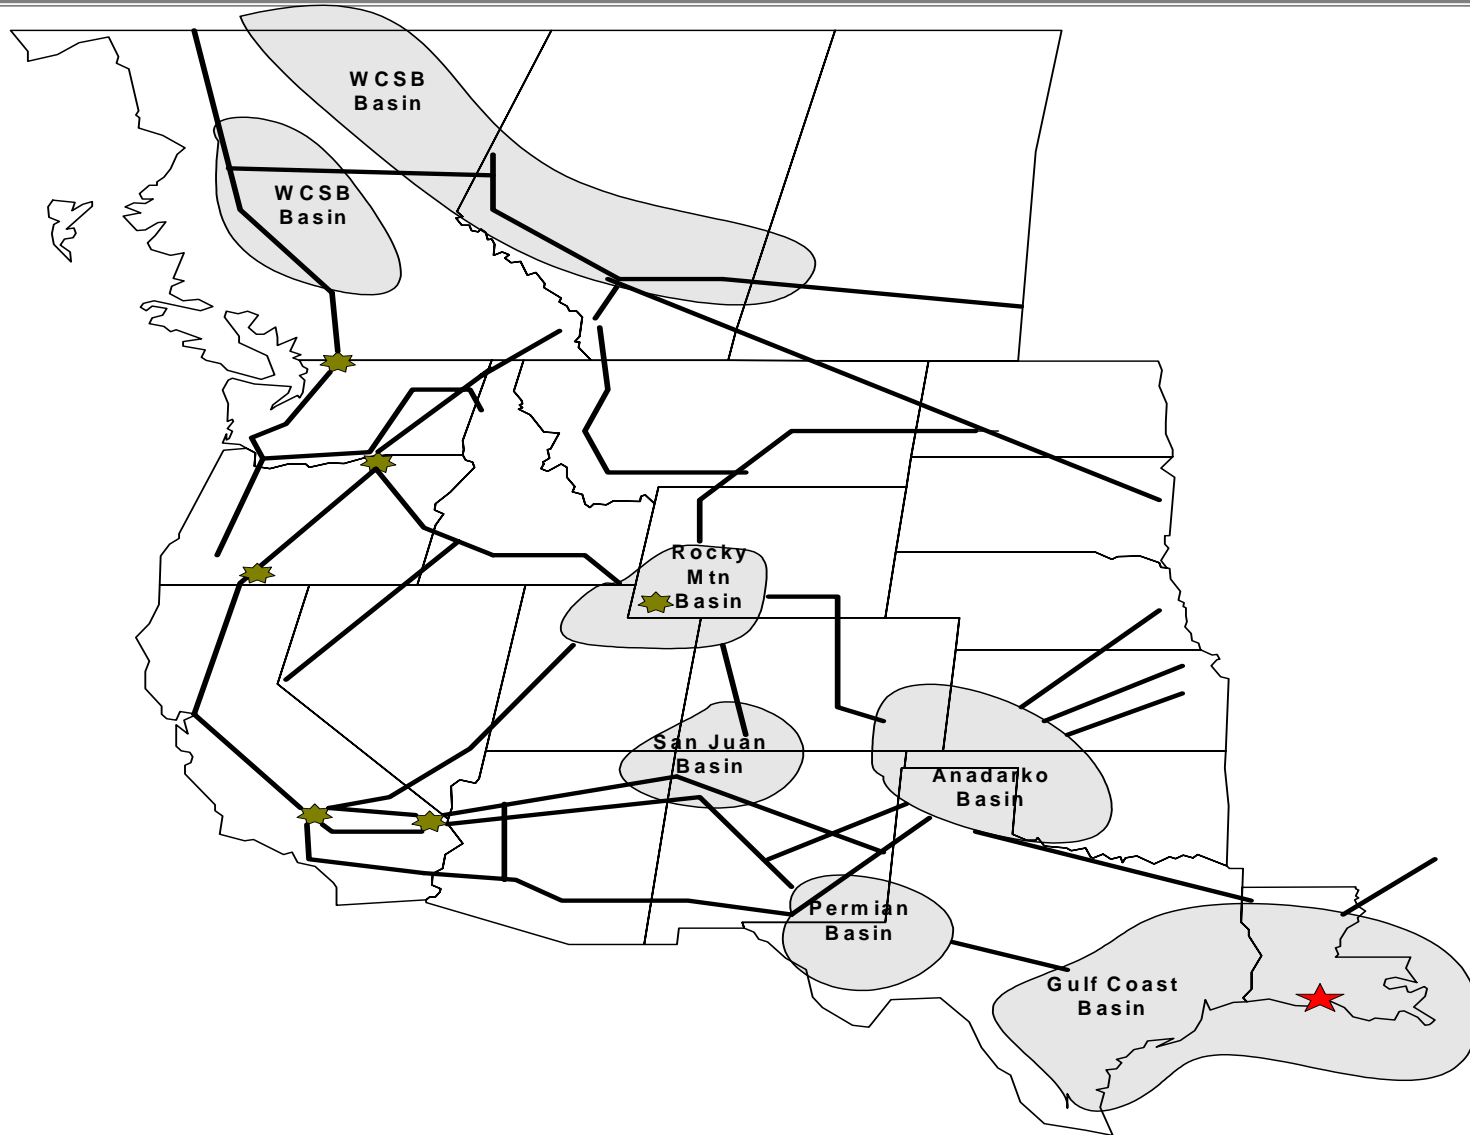 WCSB
Basin
WCSB
Basin
Rocky
Mtn
Basin
San Juan
Basin
Anadarko
Basin
Permian
Basin
Gulf Coast
Basin